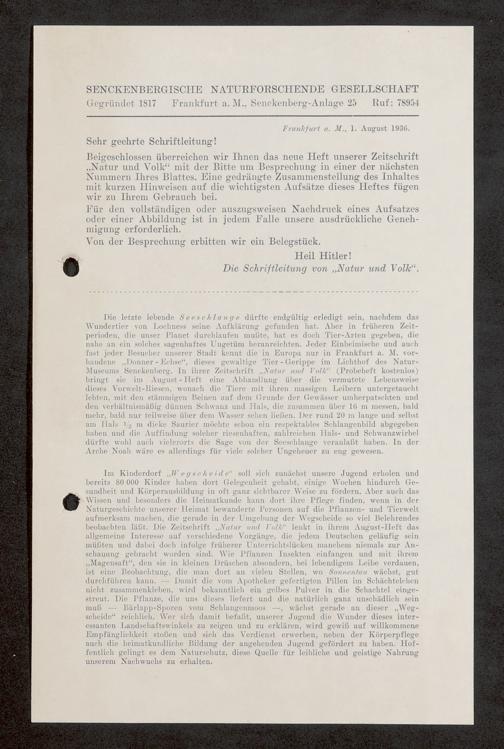 SENCKENBERGISCHE NATURFORSCHENDE GESELLSCHAFT
Gegründet 1817 Frankfurt a. M., Senckenberg-Anlage 25 Ruf: 78954
Frankfurt a. M., 1. August 1936.
Sehr geehrte Schriftleitung!
Beigeschlossen überreichen wir Ihnen das neue Heft unserer Zeitschrift
„Natur und Volk“ mit der Bitte um Besprechung in einer der nächsten
Nummern Ihres Blattes. Eine gedrängte Zusammenstellung des Inhaltes
mit kurzen Hinweisen auf die wichtigsten Aufsätze dieses Heftes fügen
wir zu Ihrem Gebrauch bei.
Für den vollständigen oder auszugsweisen Nachdruck eines Aufsatzes
oder einer Abbildung ist in jedem Falle unsere ausdrückliche Geneh-
migung erforderlich.
Von der Besprechung erbitten wir ein Belegstück.
Heil Hitler!
Die Schriftleitung von „Natur und Volk“.
Die letzte lebende Seeschlange dürfte endgültig erledigt sein, nachdem das
Wundertier von Lochness seine Aufklärung gefunden hat. Aber in früheren Zeit-
perioden, die unser Planet durchlaufen mußte, hat es doch Tier-Arten gegeben, die
nahe an ein solches sagenhaftes Ungetüm heranreichten. Jeder Einheimische und auch
fast jeder Besucher unserer Stadt kennt die in Europa nur in Frankfurt a. M. vor-
handene „Donner-Echse“, dieses gewaltige Tier-Gerippe im Lichthof des Natur-
Museums Senckenberg. In ihrer Zeitschrift „Natur und Volk“ (Probeheft kostenlos)
bringt sie im August-Heft eine Abhandlung über die vermutete Lebensweise
dieses Vorwelt-Riesen, wonach die Tiere mit ihren massigen Leibern untergetaucht
lebten, mit den stämmigen Beinen auf dem Grunde der Gewässer umherpatschten und
den verhältnismäßig dünnen Schwanz und Hals, die zusammen über 16 m messen, bald
mehr, bald nur teilweise über dem Wasser sehen ließen. Der rund 20 m lange und selbst
am Hals ½ m dicke Saurier möchte schon ein respektables Schlangenbild abgegeben
haben und die Auffindung solcher riesenhaften, zahlreichen Hals- und Schwanzwirbel
dürfte wohl auch vielerorts die Sage von der Seeschlange veranlaßt haben. In der
Arche Noah wäre es allerdings für viele solcher Ungeheuer zu eng gewesen.
Im Kinderdorf „Wegscheide“ soll sich zunächst unsere Jugend erholen und
bereits 80 000 Kinder haben dort Gelegenheit gehabt, einige Wochen hindurch Ge-
sundheit und Körperausbildung in oft ganz sichtbarer Weise zu fördern. Aber auch das
Wissen und besonders die Heimatkunde kann dort ihre Pflege finden, wenn in der
Naturgeschichte unserer Heimat bewanderte Personen auf die Pflanzen- und Tierwelt
aufmerksam machen, die gerade in der Umgebung der Wegscheide so viel Belehrendes
beobachten läßt. Die Zeitschrift „Natur und Volk“ lenkt in ihrem August-Heft das
allgemeine Interesse auf verschiedene Vorgänge, die jedem Deutschen geläufig sein
müßten und dabei doch infolge früherer Unterrichtslücken manchem niemals zur An-
schauung gebracht worden sind. Wie Pflanzen Insekten einfangen und mit ihrem
„Magensaft“, den sie in kleinen Drüschen absondern, bei lebendigem Leibe verdauen,
ist eine Beobachtung, die man dort an vielen Stellen, wo Sonnentau wächst, gut
durchführen kann. — Damit die vom Apotheker gefertigten Pillen im Schächtelchen
nicht zusammenkleben, wird bekanntlich ein gelbes Pulver in die Schachtel einge-
streut. Die Pflanze, die uns dieses liefert und die natürlich ganz unschädlich sein
muß — Bärlapp-Sporen vom Schlangenmoos —, wächst gerade an dieser „Weg-
scheide“ reichlich. Wer sich damit befaßt, unserer Jugend die Wunder dieses inter-
essanten Landschaftswinkels zu zeigen und zu erklären, wird gewiß auf willkommene
Empfänglichkeit stoßen und sich das Verdienst erwerben, neben der Körperpflege
auch die heimatkundliche Bildung der angehenden Jugend gefördert zu haben. Hof-
fentlich gelingt es dem Naturschutz, diese Quelle für leibliche und geistige Nahrung
unserem Nachwuchs zu erhalten.